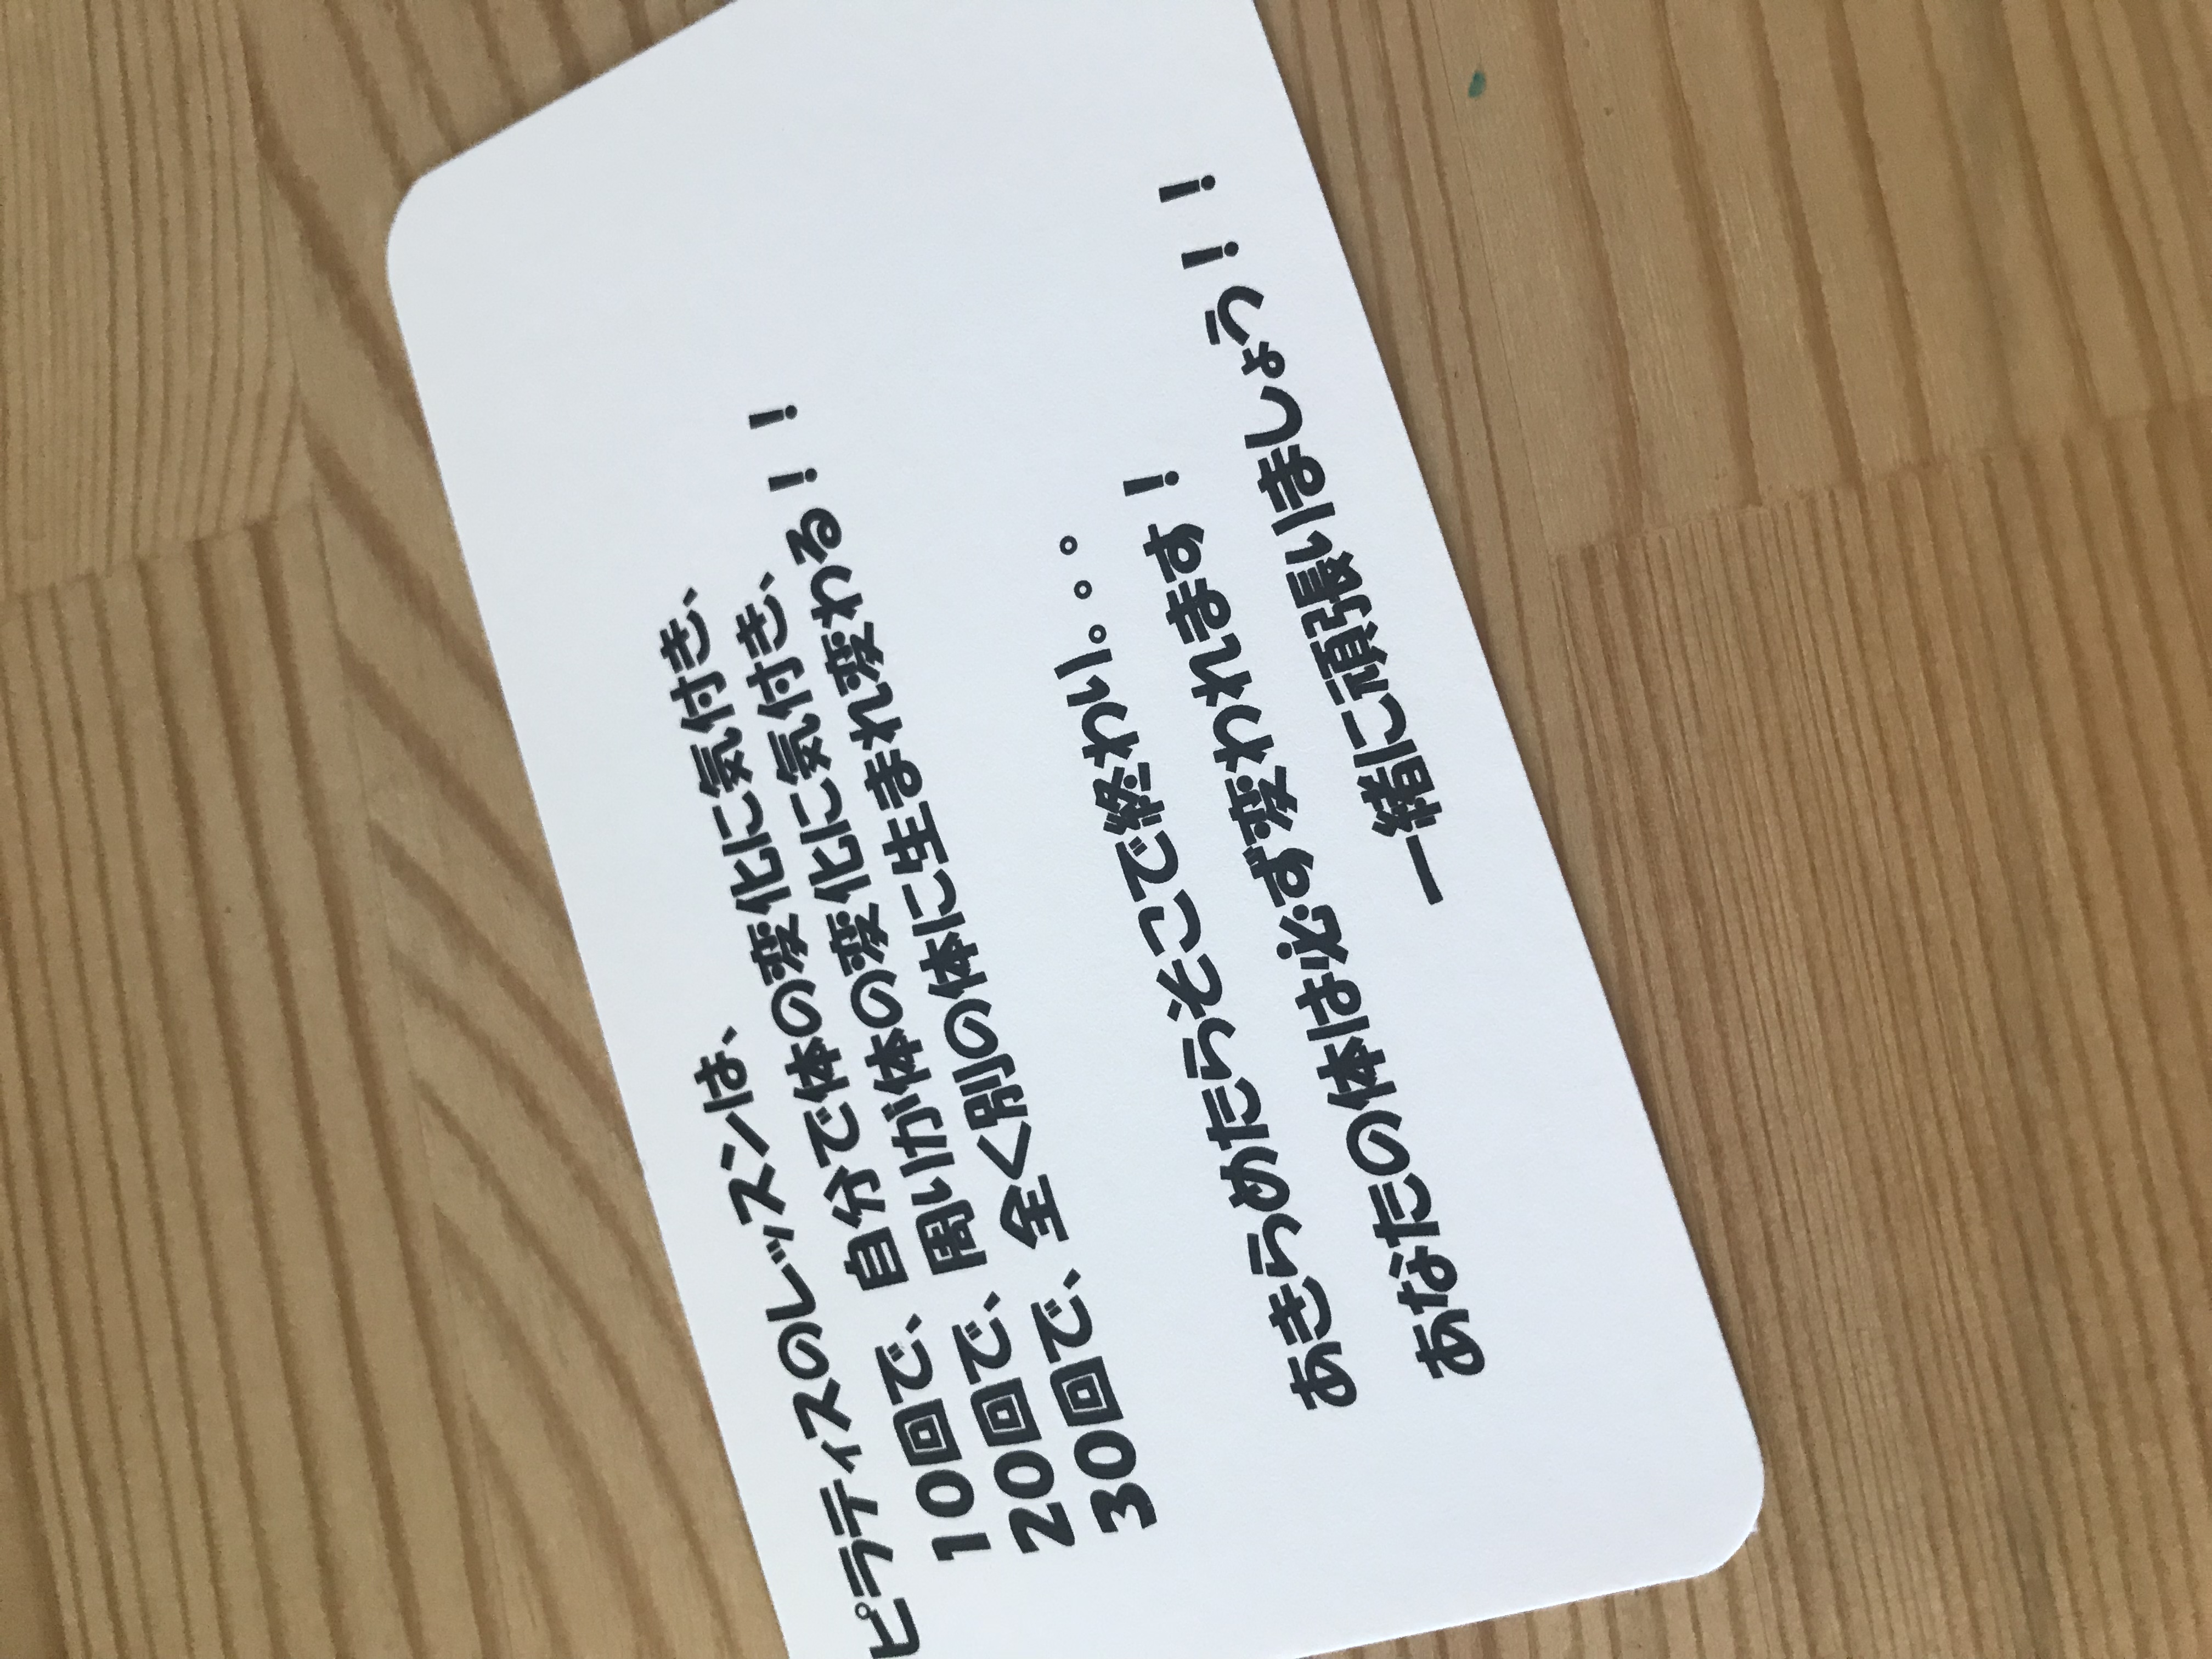 ピラティスのレッスンは、
10回で、自分で体の変化に気付き、
20回で、周りが体の変化に気付き、
30回で、全く別の体に生まれ変わる！！
あきらめたらそこで終わり。。。
あなたの体は必ず変われます！
一緒に頑張りましょう！！